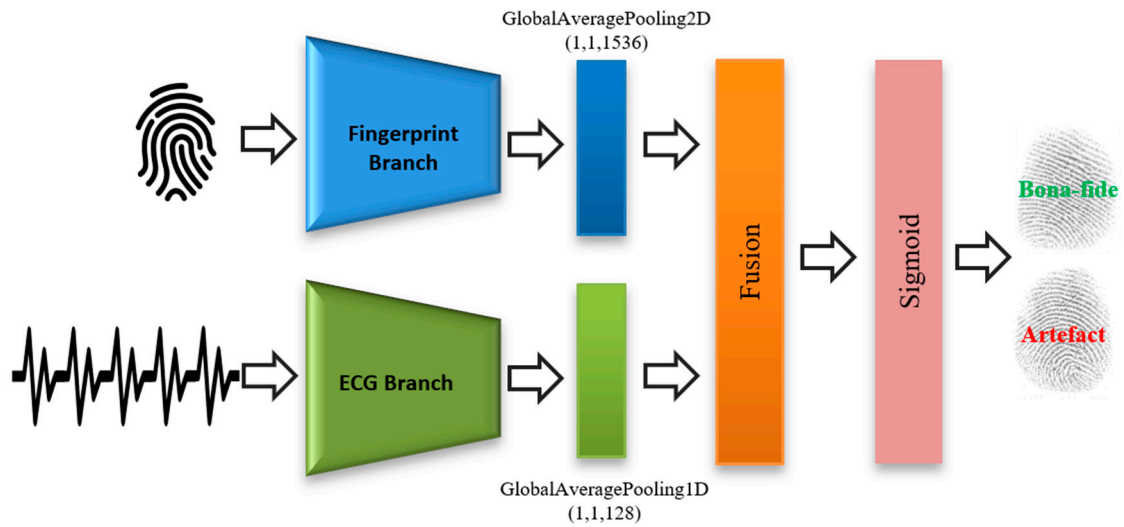 GlobalAveragePooling2D
(1,1,1536)
Fingerprint
Branch
ECG Branch
GlobalAveragePooling1D
(1,1,128)
Fusion
Sigmoid
Bona-fide
Artefact